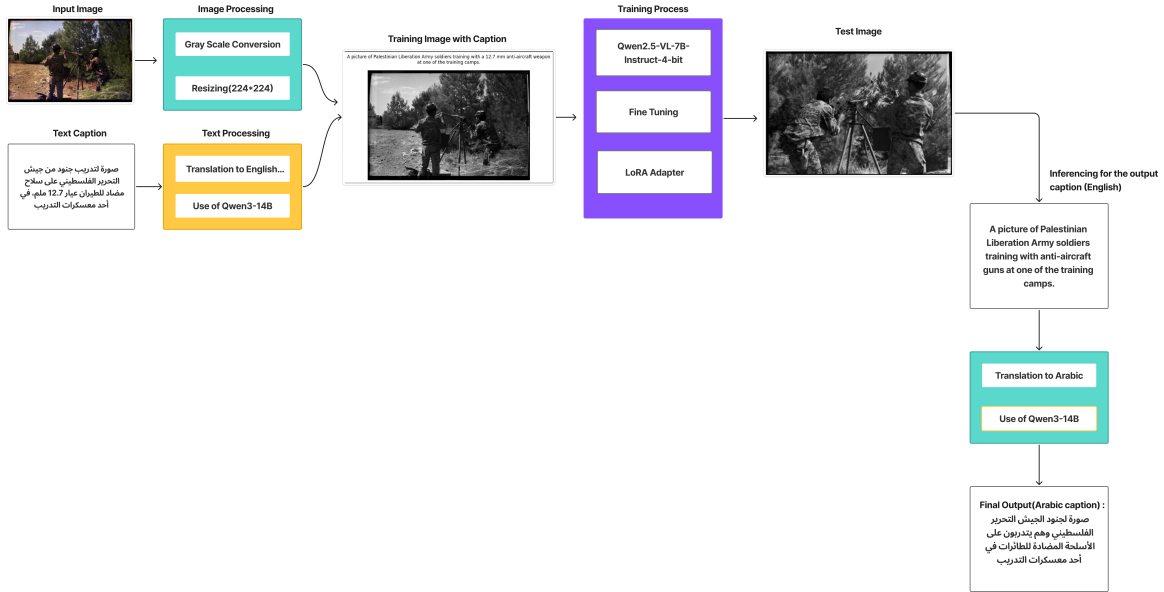 Input Image
Image Processing
Gray Scale Conversion
Resizing(224*224)
Text Caption
صورة لتدريب جنود من جيش
التحرير الفلسطيني على سلاح
مضاد للطيران عيار 12.7 ملم. في
أحد معسكرات التدريب
Text Processing
Translation to English...
Use of Qwen3-14B
Training Image with Caption
A picture of Palestinian Liberation Army soldiers training with a 12.7 mm anti-aircraft weapon
at one of the training camps.
Training Process
Qwen2.5-VL-7B-
Instruct-4-bit
Fine Tuning
LoRA Adapter
Test Image
Inferencing for the output
caption (English)
A picture of Palestinian
Liberation Army soldiers
training with anti-aircraft
guns at one of the training
camps.
Translation to Arabic
Use of Qwen3-14B
Final Output(Arabic caption) :
صورة لجنود الجيش التحرير
الفلسطيني وهم يتدربون على
الأسلحة المضادة للطائرات في
أحد معسكرات التدريب